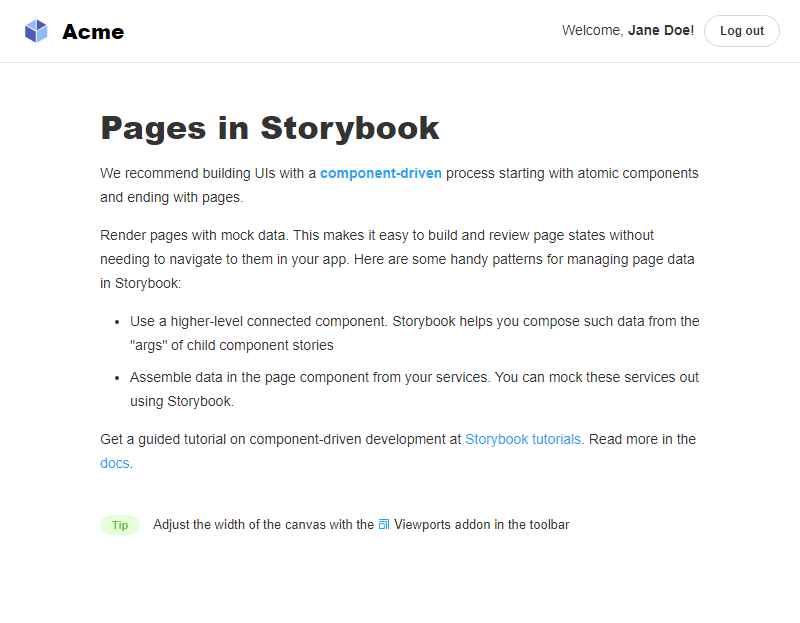 Acme
Welcome, Jane Doe!
Log out
Pages in Storybook
We recommend building UIs with a component-driven process starting with atomic components
and ending with pages.
Render pages with mock data. This makes it easy to build and review page states without
needing to navigate to them in your app. Here are some handy patterns for managing page data
in Storybook:
• Use a higher-level connected component. Storybook helps you compose such data from the
"args" of child component stories
• Assemble data in the page component from your services. You can mock these services out
using Storybook.
Get a guided tutorial on component-driven development at Storybook tutorials. Read more in the
docs.
Tip Adjust the width of the canvas with the Viewports addon in the toolbar